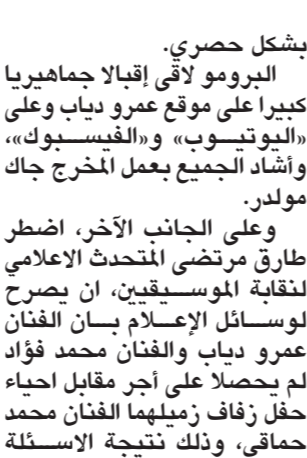 بشكل حصري.
البرومو لاقى إقبالا جماهيريا
كبيرا على موقع عمرو دياب وعلى
«اليوتيوب» و«الفيسبوك»،
وأشاد الجميع بعمل المخرج جاك
مولدر.
وعلى الجانب الآخر، اضطر
طارق مرتضى المتحدث الاعلامي
لنقابة الموسيقيين، ان يصرح
لوسائل الإعلام بان الفنان
عمرو دياب والفنان محمد فؤاد
لم يحصلا على أجر مقابل احياء
حفل زفاف زميلهما الفنان محمد
حماقي، وذلك نتيجة الاسئلة